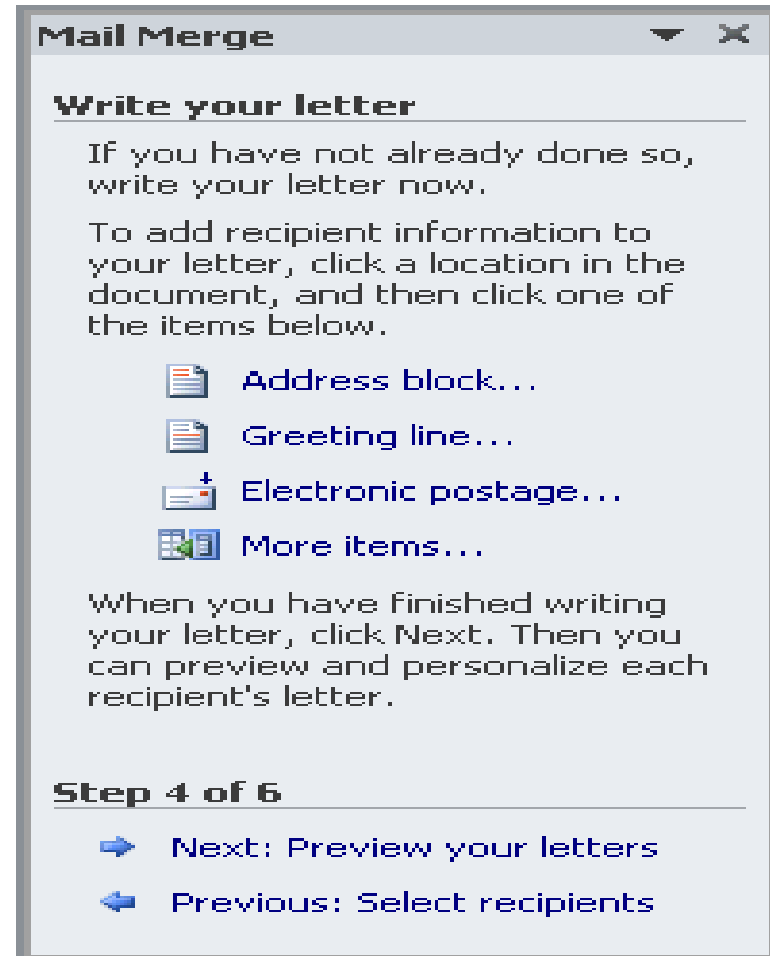 Mail Merge
Write your letter
If you have not already done so,
write your letter now.
To add recipient information to
your letter, click a location in the
document, and then click one of
the items below.
Address block...
Greeting line...
Electronic postage...
More items...
When you have finished writing
your letter, click Next. Then you
can preview and personalize each
recipient's letter.
Step 4 of 6
Next: Preview your letters
Previous: Select recipients